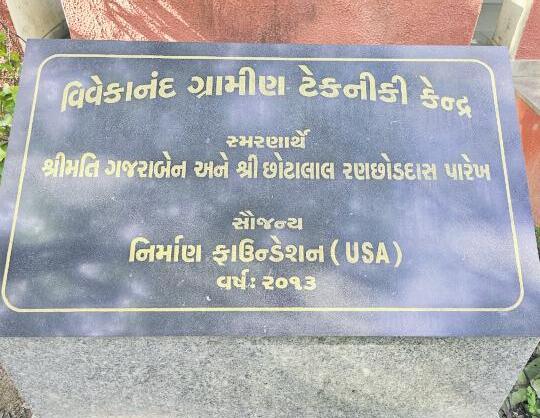 વિવેકાનંદ ગ્રામીણ ટેકનીકી કેન્દ્ર
સ્મરણાર્થે
શ્રીમતિ ગજરાબેન અને શ્રી છોટાલાલ રણછોડદાસ પારેખ
સૌજન્ય
નિર્માણ ફાઉન્ડેશન (USA)
વર્ષ: ૨૦૧૩